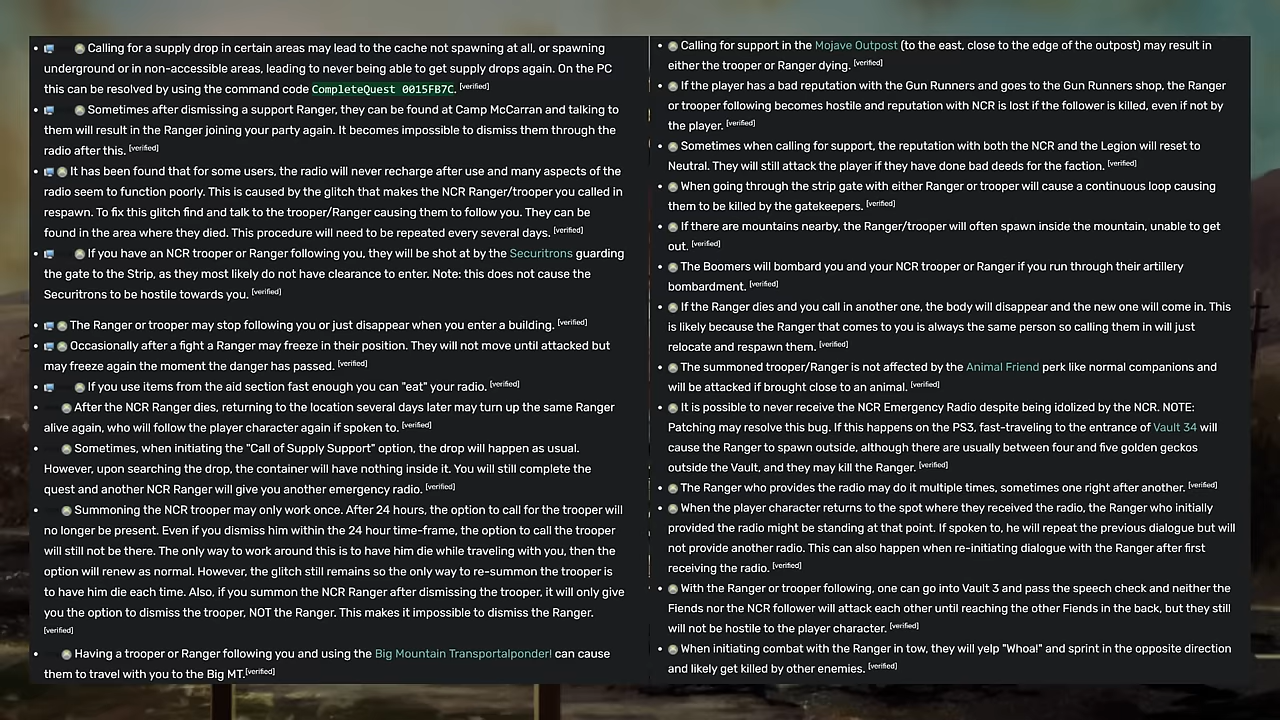 Calling for a supply drop in certain areas may lead to the cache not spawning at all, or spawning
underground or in non-accessible areas, leading to never being able to get supply drops again. On the PC
this can be resolved by using the command code CompleteQuest 0015FB7C. [verified]
Sometimes after dismissing a support Ranger, they can be found at Camp McCarran and talking to
them will result in the Ranger joining your party again. It becomes impossible to dismiss them through the
radio after this. [verified]
It has been found that for some users, the radio will never recharge after use and many aspects of the
radio seem to function poorly. This is caused by the glitch that makes the NCR Ranger/trooper you called in
respawn. To fix this glitch find and talk to the trooper/Ranger causing them to follow you. They can be
found in the area where they died. This procedure will need to be repeated every several days. [verified]
If you have an NCR trooper or Ranger following you, they will be shot at by the Securitrons guarding
the gate to the Strip, as they most likely do not have clearance to enter. Note: this does not cause the
Securitrons to be hostile towards you. [verified]
The Ranger or trooper may stop following you or just disappear when you enter a building. [verified]
Occasionally after a fight a Ranger may freeze in their position. They will not move until attacked but
may freeze again the moment the danger has passed. [verified]
If you use items from the aid section fast enough you can "eat" your radio. [verified]
After the NCR Ranger dies, returning to the location several days later may turn up the same Ranger
alive again, who will follow the player character again if spoken to. [verified]
Sometimes, when initiating the "Call of Supply Support" option, the drop will happen as usual.
However, upon searching the drop, the container will have nothing inside it. You will still complete the
quest and another NCR Ranger will give you another emergency radio. [verified]
Summoning the NCR trooper may only work once. After 24 hours, the option to call for the trooper will
no longer be present. Even if you dismiss him within the 24 hour time-frame, the option to call the trooper
will still not be there. The only way to work around this is to have him die while traveling with you, then the
option will renew as normal. However, the glitch still remains so the only way to re-summon the trooper is
to have him die each time. Also, if you summon the NCR Ranger after dismissing the trooper, it will only give
you the option to dismiss the trooper, NOT the Ranger. This makes it impossible to dismiss the Ranger.
[verified]
Having a trooper or Ranger following you and using the Big Mountain Transportalponder! can cause
them to travel with you to the Big MT.[verified]
Calling for support in the Mojave Outpost (to the east, close to the edge of the outpost) may result in
either the trooper or Ranger dying. [verified]
If the player has a bad reputation with the Gun Runners and goes to the Gun Runners shop, the Ranger
or trooper following becomes hostile and reputation with NCR is lost if the follower is killed, even if not by
the player. [verified]
Sometimes when calling for support, the reputation with both the NCR and the Legion will reset to
Neutral. They will still attack the player if they have done bad deeds for the faction. [verified]
When going through the strip gate with either Ranger or trooper will cause a continuous loop causing
them to be killed by the gatekeepers. [verified]
If there are mountains nearby, the Ranger/trooper will often spawn inside the mountain, unable to get
out. [verified]
The Boomers will bombard you and your NCR trooper or Ranger if you run through their artillery
bombardment. [verified]
If the Ranger dies and you call in another one, the body will disappear and the new one will come in. This
is likely because the Ranger that comes to you is always the same person so calling them in will just
relocate and respawn them. [verified]
The summoned trooper/Ranger is not affected by the Animal Friend perk like normal companions and
will be attacked if brought close to an animal. [verified]
It is possible to never receive the NCR Emergency Radio despite being idolized by the NCR. NOTE:
Patching may resolve this bug. If this happens on the PS3, fast-traveling to the entrance of Vault 34 will
cause the Ranger to spawn outside, although there are usually between four and five golden geckos
outside the Vault, and they may kill the Ranger. [verified]
The Ranger who provides the radio may do it multiple times, sometimes one right after another. [verified]
When the player character returns to the spot where they received the radio, the Ranger who initially
provided the radio might be standing at that point. If spoken to, he will repeat the previous dialogue but will
not provide another radio. This can also happen when re-initiating dialogue with the Ranger after first
receiving the radio. [verified]
With the Ranger or trooper following, one can go into Vault 3 and pass the speech check and neither the
Fiends nor the NCR follower will attack each other until reaching the other Fiends in the back, but they still
will not be hostile to the player character. [verified]
When initiating combat with the Ranger in tow, they will yelp "Whoa!" and sprint in the opposite direction
and likely get killed by other enemies. [verified]